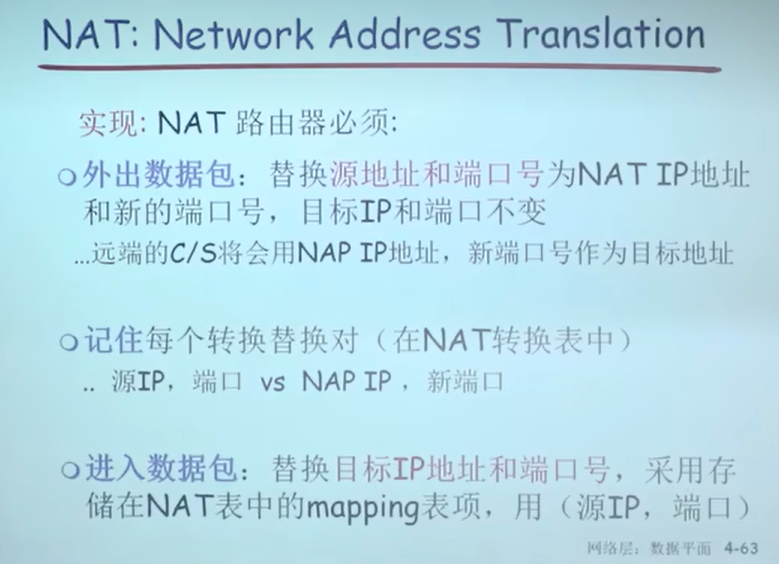 NAT: Network Address Translation
实现: NAT 路由器必须:
外出数据包：替换源地址和端口号为NAT IP地址
和新的端口号，目标IP和端口不变
...远端的C/S将会用NAP IP地址，新端口号作为目标地址
记住每个转换替换对（在NAT转换表中）
.. 源IP，端口 vs NAP IP ，新端口
进入数据包：替换目标IP地址和端口号，采用存
储在NAT表中的mapping表项，用（源IP，端口）
网络层：数据平面 4-63